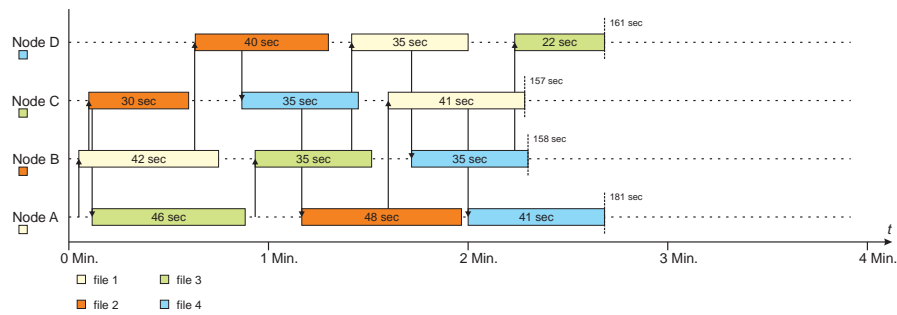 161 sec
Node D
40 sec
35 sec
22 sec
157 sec
Node C
30 sec
35 sec
41 sec
158 sec
Node B
42 sec
35 sec
35 sec
181 sec
Node A
46 sec
48 sec
41 sec
t
0 Min.
1 Min.
2 Min.
3 Min.
4 Min.
file 1
file 3
file 2
file 4